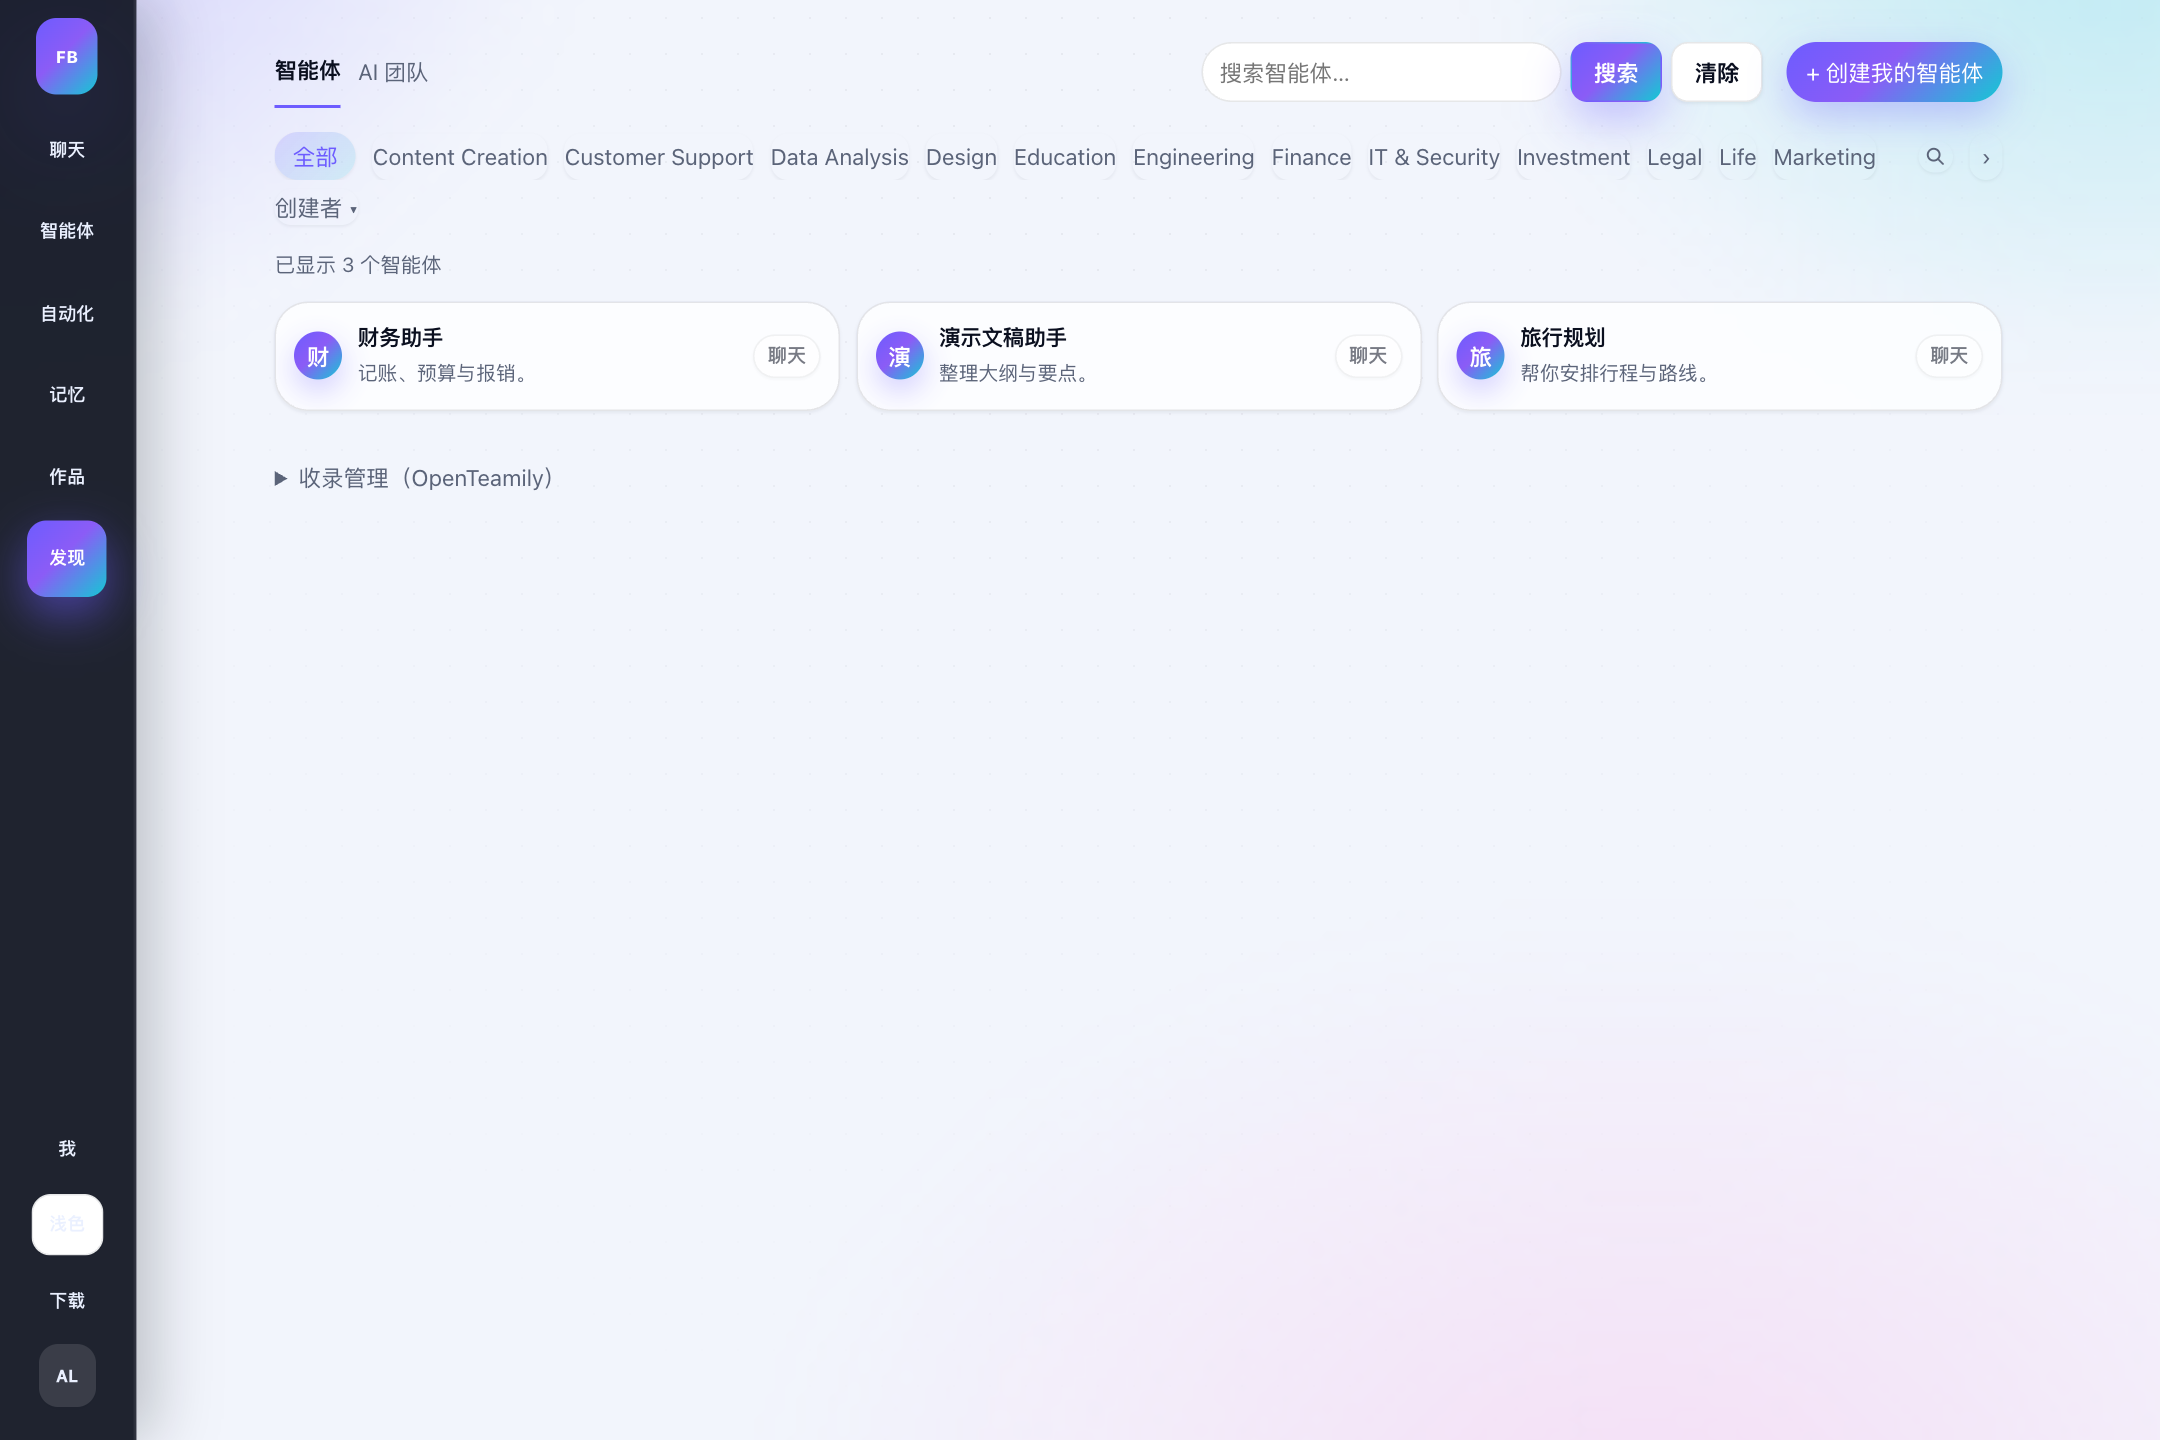 FB
聊天
智能体
自动化
记忆
作品
发现
我
浅色
下载
AL
智能体 AI 团队
搜索智能体...
搜索
清除
+ 创建我的智能体
全部 Content Creation Customer Support Data Analysis Design Education Engineering Finance IT & Security Investment Legal Life Marketing ›
创建者 ▾
已显示 3 个智能体
财
财务助手
记账、预算与报销。
聊天
演
演示文稿助手
整理大纲与要点。
聊天
旅
旅行规划
帮你安排行程与路线。
聊天
▶ 收录管理（OpenTeamily）